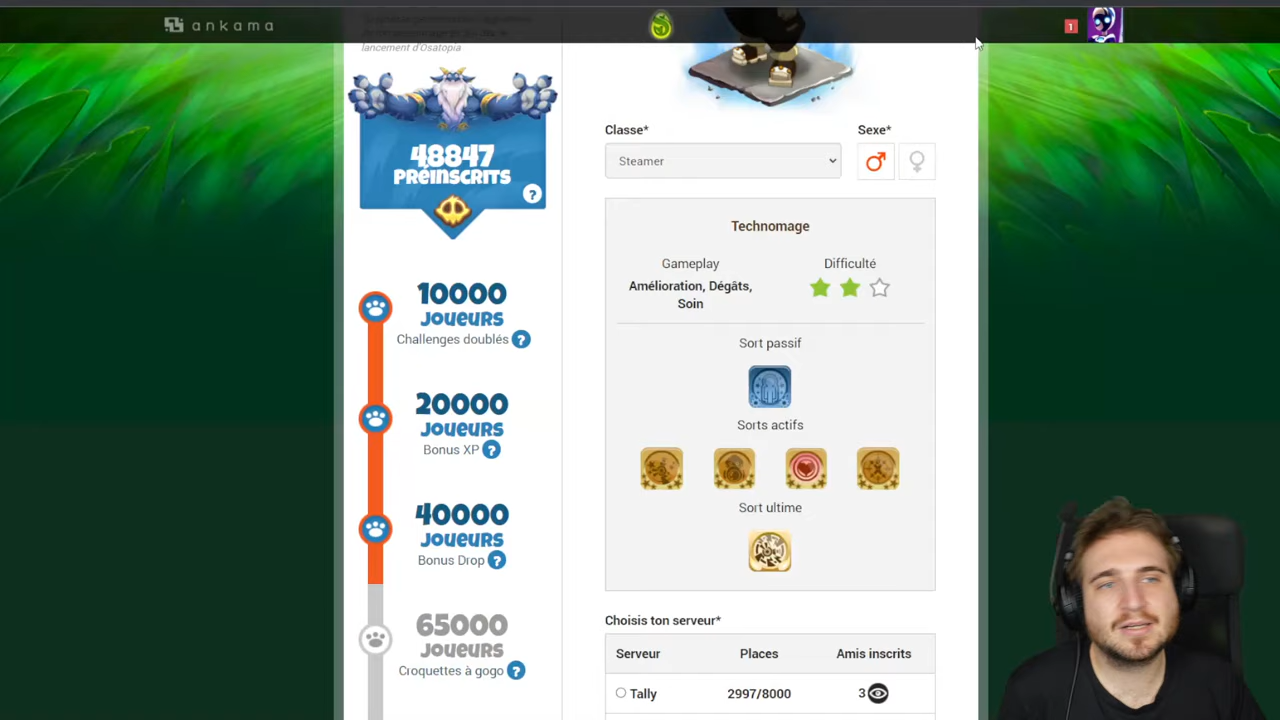 ankama
1
lancement d'Osatopia
48847
PRÉINSCRITS
?
10000
JOUEURS
Challenges doublés ?
20000
JOUEURS
Bonus XP ?
40000
JOUEURS
Bonus Drop ?
65000
JOUEURS
Croquettes à gogo ?
Classe*
Sexe*
Steamer
Technomage
Gameplay
Difficulté
Amélioration, Dégâts,
Soin
Sort passif
Sorts actifs
Sort ultime
Choisis ton serveur*
Serveur
Places
Amis inscrits
Tally
2997/8000
3